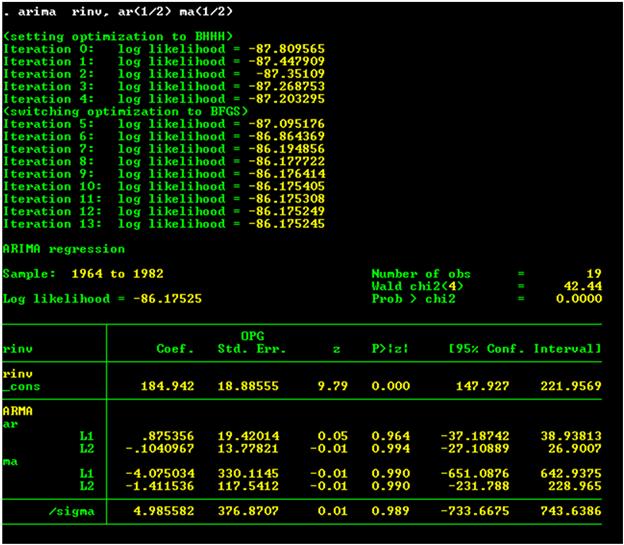 . arima  rinv, ar(1/2) ma(1/2)
(setting optimization to BHHH)
Iteration 0:   log likelihood = -87.809565
Iteration 1:   log likelihood = -87.447909
Iteration 2:   log likelihood =  -87.35109
Iteration 3:   log likelihood = -87.268753
Iteration 4:   log likelihood = -87.203295
(switching optimization to BFGS)
Iteration 5:   log likelihood = -87.095176
Iteration 6:   log likelihood = -86.864369
Iteration 7:   log likelihood = -86.194856
Iteration 8:   log likelihood = -86.177722
Iteration 9:   log likelihood = -86.176414
Iteration 10:  log likelihood = -86.175405
Iteration 11:  log likelihood = -86.175308
Iteration 12:  log likelihood = -86.175249
Iteration 13:  log likelihood = -86.175245
ARIMA regression
Sample:  1964 to 1982 Number of obs = 19
Wald chi2(4) = 42.44
Log likelihood = -86.17525 Prob > chi2 = 0.0000
OPG
rinv Coef. Std. Err. z P>|z| [95% Conf. Interval]
rinv
_cons 184.942 18.88555 9.79 0.000 147.927 221.9569
ARMA
ar
L1 .875356 19.42014 0.05 0.964 -37.18742 38.93813
L2 -.1040967 13.77821 -0.01 0.994 -27.10889 26.9007
ma
L1 -4.075034 330.1145 -0.01 0.990 -651.0876 642.9375
L2 -1.411536 117.5412 -0.01 0.990 -231.788 228.965
/sigma 4.985582 376.8707 0.01 0.989 -733.6675 743.6386